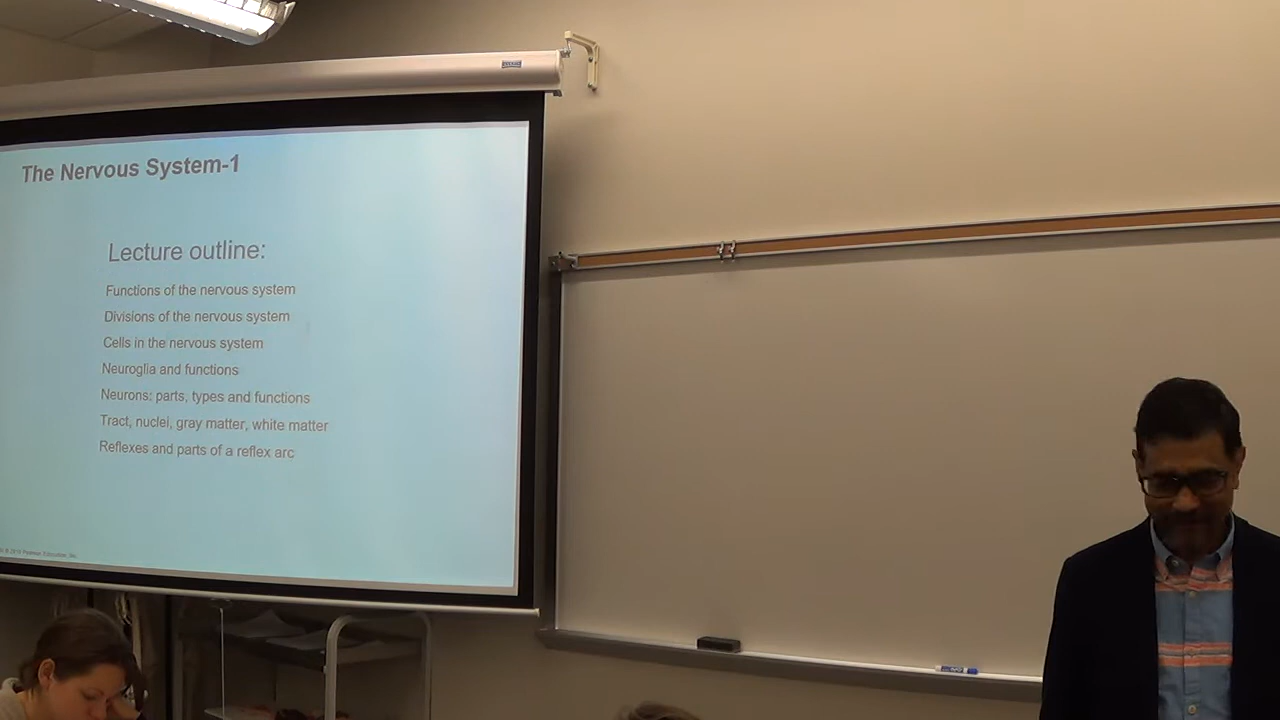 The Nervous System-1
Lecture outline:
Functions of the nervous system
Divisions of the nervous system
Cells in the nervous system
Neuroglia and functions
Neurons: parts, types and functions
Tract, nuclei, gray matter, white matter
Reflexes and parts of a reflex arc